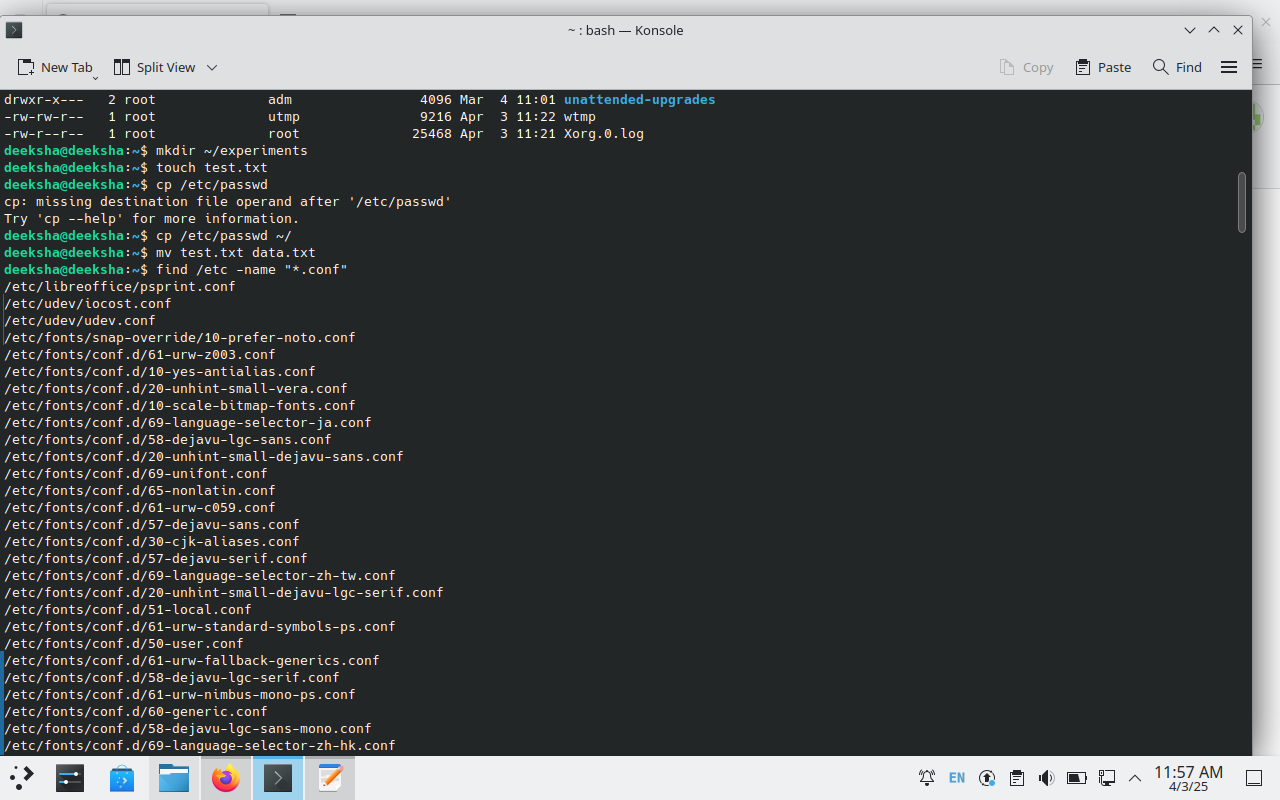 ~ : bash — Konsole
New Tab Split View Copy Paste Find
drwxr-x--- 2 root adm 4096 Mar 4 11:01 unattended-upgrades
-rw-rw-r-- 1 root utmp 9216 Apr 3 11:22 wtmp
-rw-r--r-- 1 root root 25468 Apr 3 11:21 Xorg.0.log
deeksha@deeksha:~$ mkdir ~/experiments
deeksha@deeksha:~$ touch test.txt
deeksha@deeksha:~$ cp /etc/passwd
cp: missing destination file operand after '/etc/passwd'
Try 'cp --help' for more information.
deeksha@deeksha:~$ cp /etc/passwd ~/
deeksha@deeksha:~$ mv test.txt data.txt
deeksha@deeksha:~$ find /etc -name "*.conf"
/etc/libreoffice/psprint.conf
/etc/udev/iocost.conf
/etc/udev/udev.conf
/etc/fonts/snap-override/10-prefer-noto.conf
/etc/fonts/conf.d/61-urw-z003.conf
/etc/fonts/conf.d/10-yes-antialias.conf
/etc/fonts/conf.d/20-unhint-small-vera.conf
/etc/fonts/conf.d/10-scale-bitmap-fonts.conf
/etc/fonts/conf.d/69-language-selector-ja.conf
/etc/fonts/conf.d/58-dejavu-lgc-sans.conf
/etc/fonts/conf.d/20-unhint-small-dejavu-sans.conf
/etc/fonts/conf.d/69-unifont.conf
/etc/fonts/conf.d/65-nonlatin.conf
/etc/fonts/conf.d/61-urw-c059.conf
/etc/fonts/conf.d/57-dejavu-sans.conf
/etc/fonts/conf.d/30-cjk-aliases.conf
/etc/fonts/conf.d/57-dejavu-serif.conf
/etc/fonts/conf.d/69-language-selector-zh-tw.conf
/etc/fonts/conf.d/20-unhint-small-dejavu-lgc-serif.conf
/etc/fonts/conf.d/51-local.conf
/etc/fonts/conf.d/61-urw-standard-symbols-ps.conf
/etc/fonts/conf.d/50-user.conf
/etc/fonts/conf.d/61-urw-fallback-generics.conf
/etc/fonts/conf.d/58-dejavu-lgc-serif.conf
/etc/fonts/conf.d/61-urw-nimbus-mono-ps.conf
/etc/fonts/conf.d/60-generic.conf
/etc/fonts/conf.d/58-dejavu-lgc-sans-mono.conf
/etc/fonts/conf.d/69-language-selector-zh-hk.conf
EN 11:57 AM
4/3/25